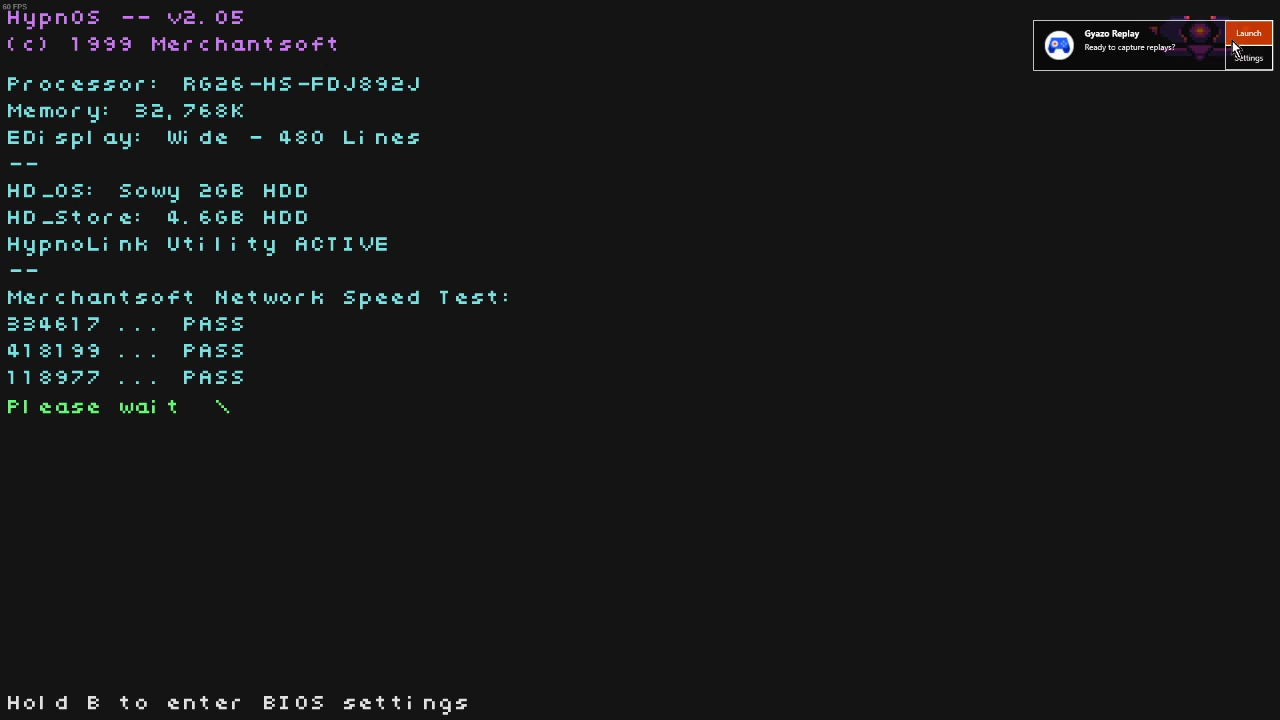 60 FPS
HypnOS -- v2.05
(c) 1999 Merchantsoft
Gyazo Replay
Ready to capture replays?
Launch
Settings
Processor: RG26-HS-FDJ892J
Memory: 32,768K
EDisplay: Wide - 480 Lines
--
HD_OS: Sowy 2GB HDD
HD_Store: 4.6GB HDD
HypnoLink Utility ACTIVE
--
Merchantsoft Network Speed Test:
334617 ... PASS
418199 ... PASS
118977 ... PASS
Please wait \
Hold B to enter BIOS settings